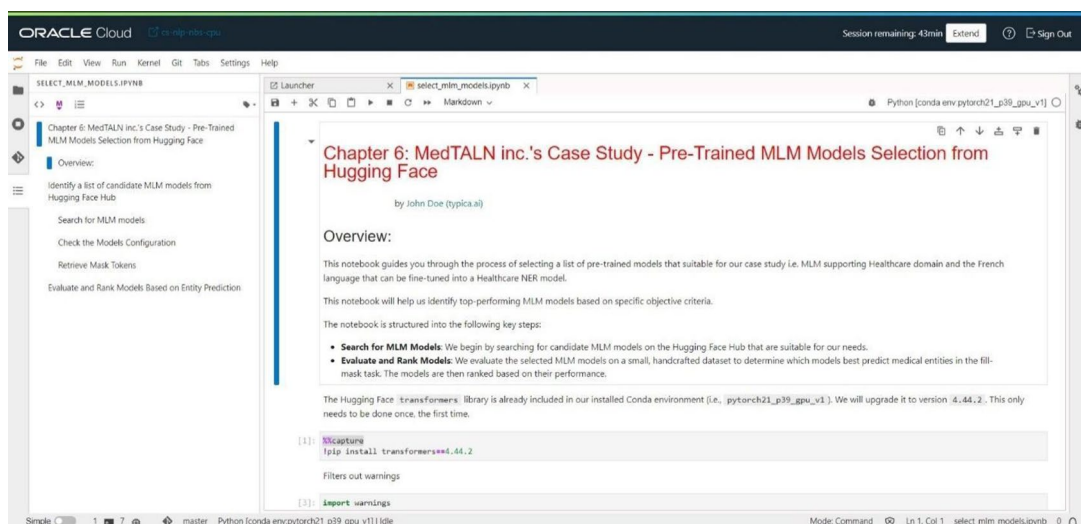 ORACLE Cloud
cs-nlp-nbs-cpu
Session remaining: 43min
Extend
Sign Out
File Edit View Run Kernel Git Tabs Settings Help
SELECT_MLM_MODELS.IPYNB
Chapter 6: MedTALN inc.'s Case Study - Pre-Trained
MLM Models Selection from Hugging Face
Overview:
Identify a list of candidate MLM models from
Hugging Face Hub
Search for MLM models
Check the Models Configuration
Retrieve Mask Tokens
Evaluate and Rank Models Based on Entity Prediction
Launcher
select_mlm_models.ipynb
Markdown
Python [conda env:pytorch21_p39_gpu_v1]
Chapter 6: MedTALN inc.'s Case Study - Pre-Trained MLM Models Selection from
Hugging Face
by John Doe (typica.ai)
Overview:
This notebook guides you through the process of selecting a list of pre-trained models that suitable for our case study i.e. MLM supporting Healthcare domain and the French
language that can be fine-tuned into a Healthcare NER model.
This notebook will help us identify top-performing MLM models based on specific objective criteria.
The notebook is structured into the following key steps:
• Search for MLM Models: We begin by searching for candidate MLM models on the Hugging Face Hub that are suitable for our needs.
• Evaluate and Rank Models: We evaluate the selected MLM models on a small, handcrafted dataset to determine which models best predict medical entities in the fill-
mask task. The models are then ranked based on their performance.
The Hugging Face transformers library is already included in our installed Conda environment (i.e., pytorch21_p39_gpu_v1). We will upgrade it to version 4.44.2. This only
needs to be done once, the first time.
[1]: %%capture
!pip install transformers==4.44.2
Filters out warnings
[3]: import warnings
Simple 1 7 master Python [conda env:pytorch21_p39_gpu_v1] | Idle
Mode: Command Ln 1, Col 1 select_mlm_models.ipynb 0